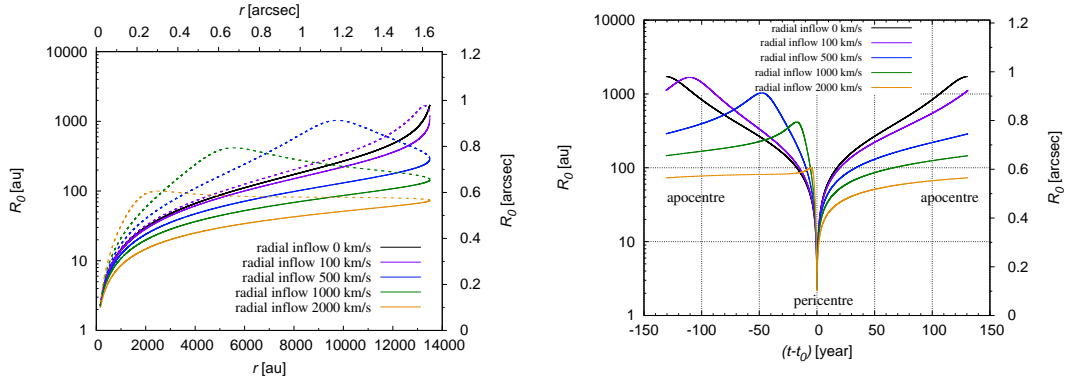 r [arcsec]
0 0.2 0.4 0.6 0.8 1 1.2 1.4 1.6
10000
1000
100
10
1
R0 [au]
1.2
1
0.8
0.6
0.4
0.2
0
R0 [arcsec]
radial inflow 0 km/s
radial inflow 100 km/s
radial inflow 500 km/s
radial inflow 1000 km/s
radial inflow 2000 km/s
0 2000 4000 6000 8000 10000 12000 14000
r [au]
10000
1000
100
10
1
R0 [au]
1.2
1
0.8
0.6
0.4
0.2
0
R0 [arcsec]
radial inflow 0 km/s
radial inflow 100 km/s
radial inflow 500 km/s
radial inflow 1000 km/s
radial inflow 2000 km/s
apocentre
apocentre
pericentre
-150 -100 -50 0 50 100 150
(t-t0) [year]